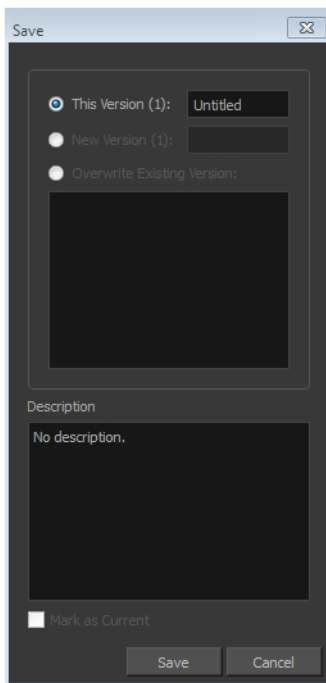 Save
This Version (1): Untitled
New Version (1):
Overwrite Existing Version:
Description
No description.
Mark as Current
Save Cancel